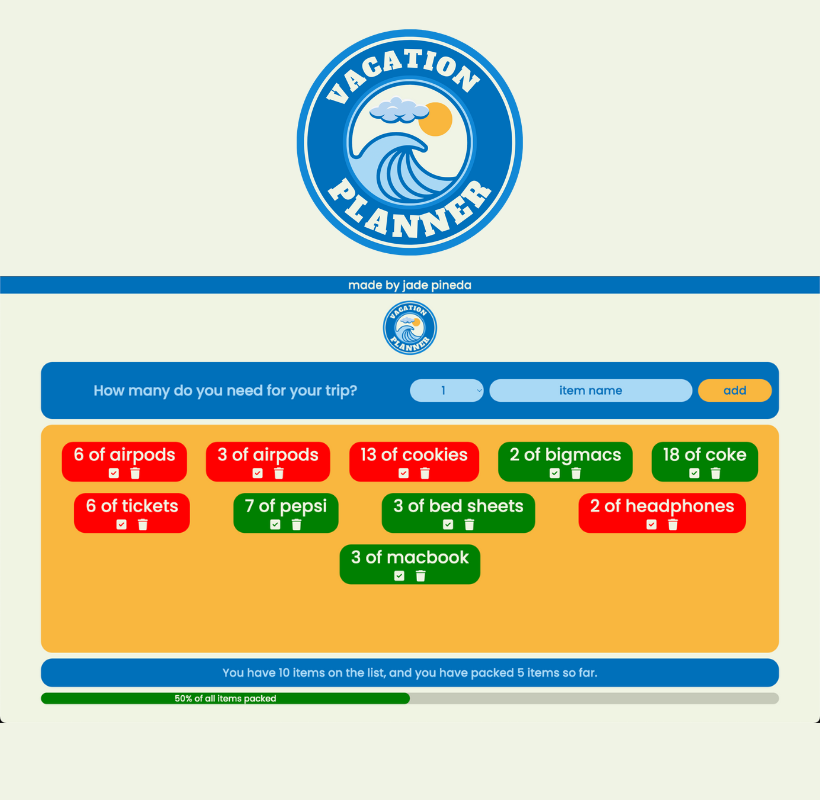 VACATION
PLANNER
made by jade pineda
VACATION
PLANNER
How many do you need for your trip? 1 item name add
6 of airpods 3 of airpods 13 of cookies 2 of bigmacs 18 of coke
6 of tickets 7 of pepsi 3 of bed sheets 2 of headphones
3 of macbook
You have 10 items on the list, and you have packed 5 items so far.
50% of all items packed